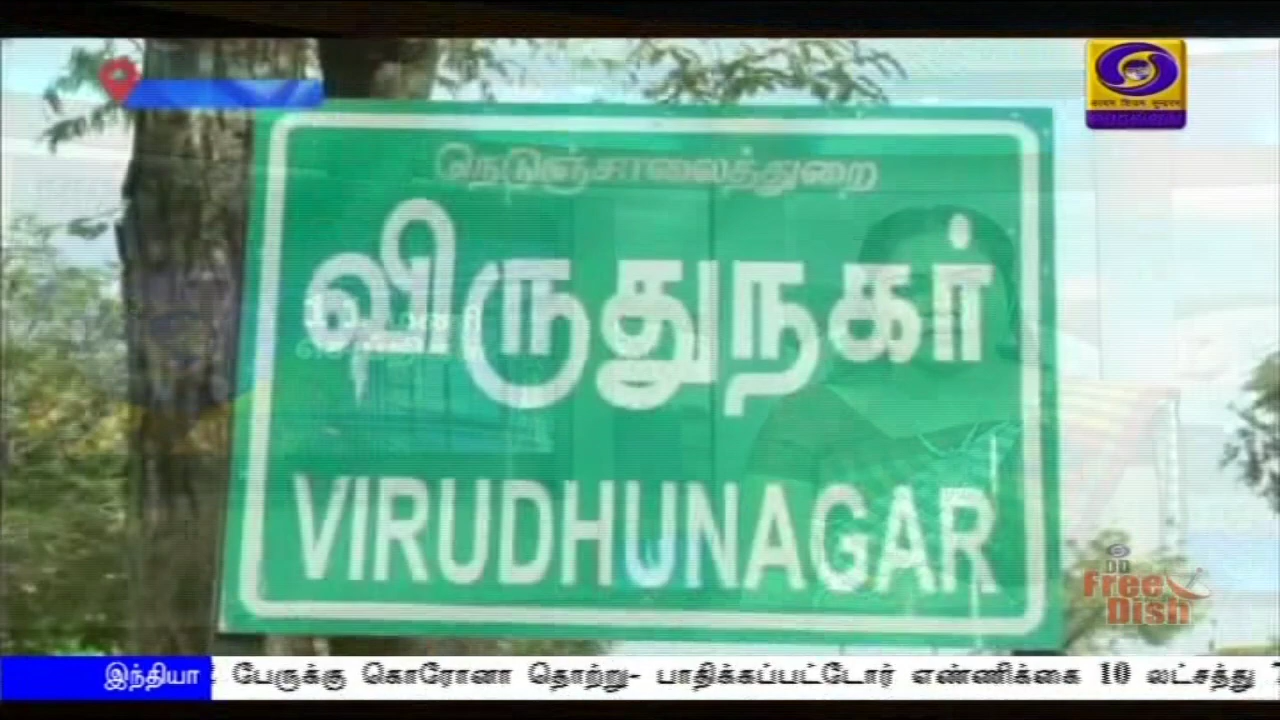 நெடுஞ்சாலைத்துறை
விருதுநகர்
VIRUDHUNAGAR
DD
Free Dish
இந்தியா பேருக்கு கொரோனா தொற்று- பாதிக்கப்பட்டோர் எண்ணிக்கை 10 லட்சத்து